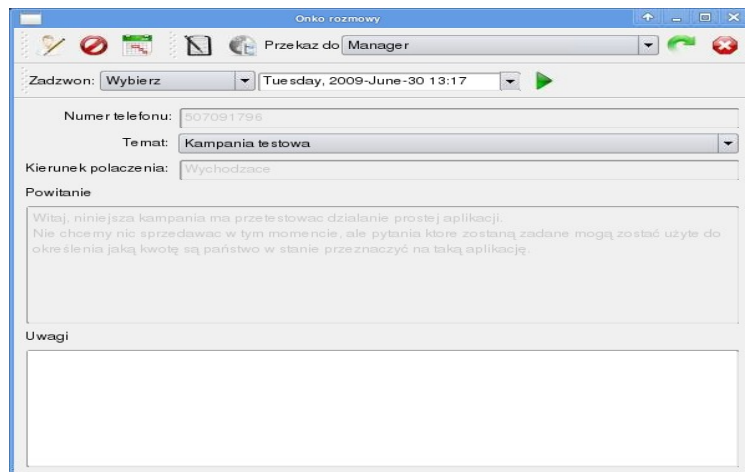 Onko rozmowy
Przekaz do Manager
Zadzwon: Wybierz Tuesday, 2009-June-30 13:17
Numer telefonu: 507091798
Temat: Kampania testowa
Kierunek polaczenia: Wychodzace
Powitanie
Witaj, niniejsza kampania ma przetestowac dzialanie prostej aplikacji.
Nie chcemy nic sprzedawac w tym momencie, ale pytania ktore zostaną zadane mogą zostać użyte do
określenia jaką kwotę są państwo w stanie przeznaczyć na taką aplikację.
Uwagi